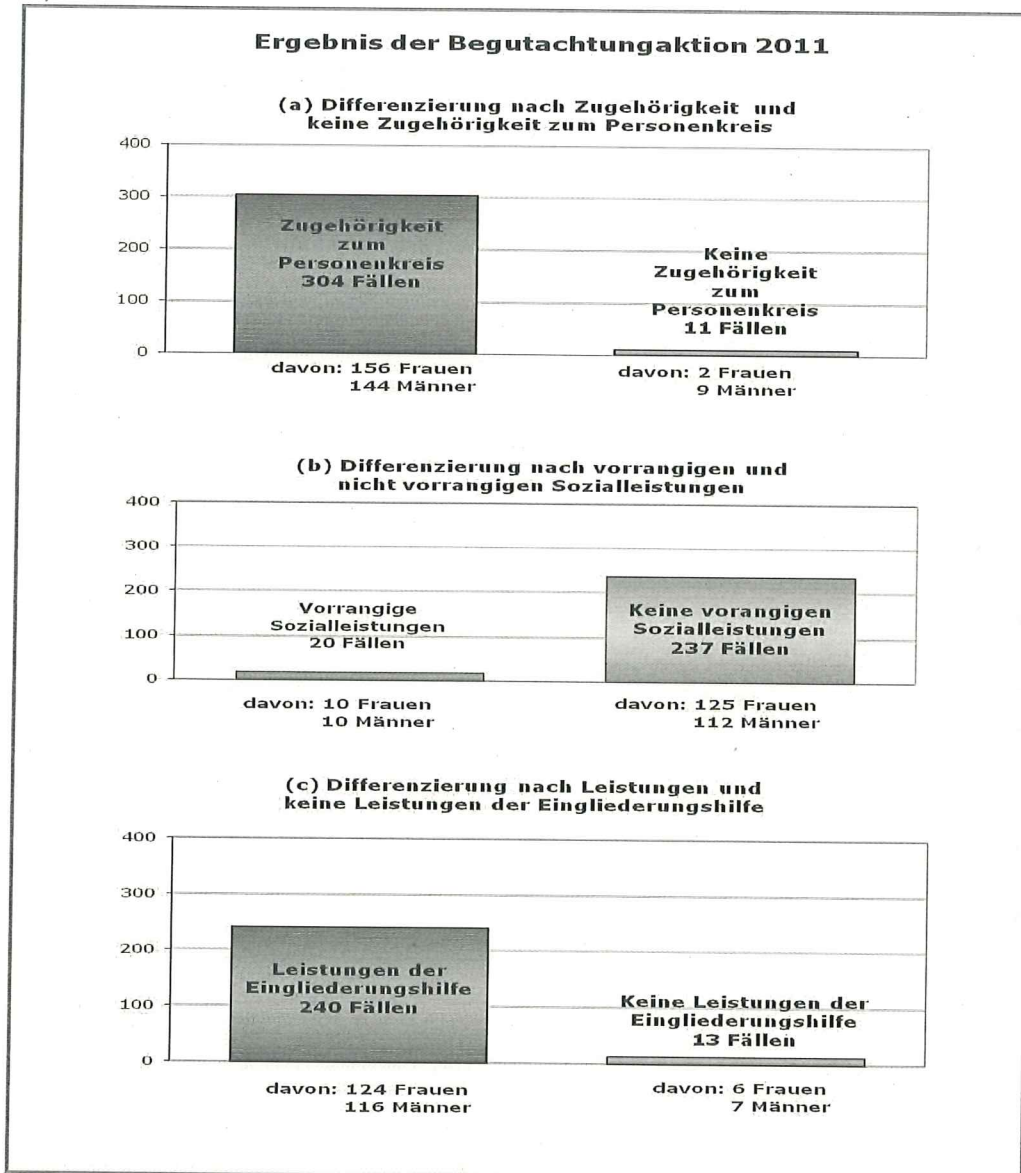 Ergebnis der Begutachtungaktion 2011
(a) Differenzierung nach Zugehörigkeit und
keine Zugehörigkeit zum Personenkreis
400
300
200
100
0
Zugehörigkeit
zum
Personenkreis
304 Fällen
Keine
Zugehörigkeit
zum
Personenkreis
11 Fällen
davon: 156 Frauen
144 Männer
davon: 2 Frauen
9 Männer
(b) Differenzierung nach vorrangigen und
nicht vorrangigen Sozialleistungen
400
300
200
100
0
Vorrangige
Sozialleistungen
20 Fällen
Keine vorangigen
Sozialleistungen
237 Fällen
davon: 10 Frauen
10 Männer
davon: 125 Frauen
112 Männer
(c) Differenzierung nach Leistungen und
keine Leistungen der Eingliederungshilfe
400
300
200
100
0
Leistungen der
Eingliederungshilfe
240 Fällen
Keine Leistungen der
Eingliederungshilfe
13 Fällen
davon: 124 Frauen
116 Männer
davon: 6 Frauen
7 Männer